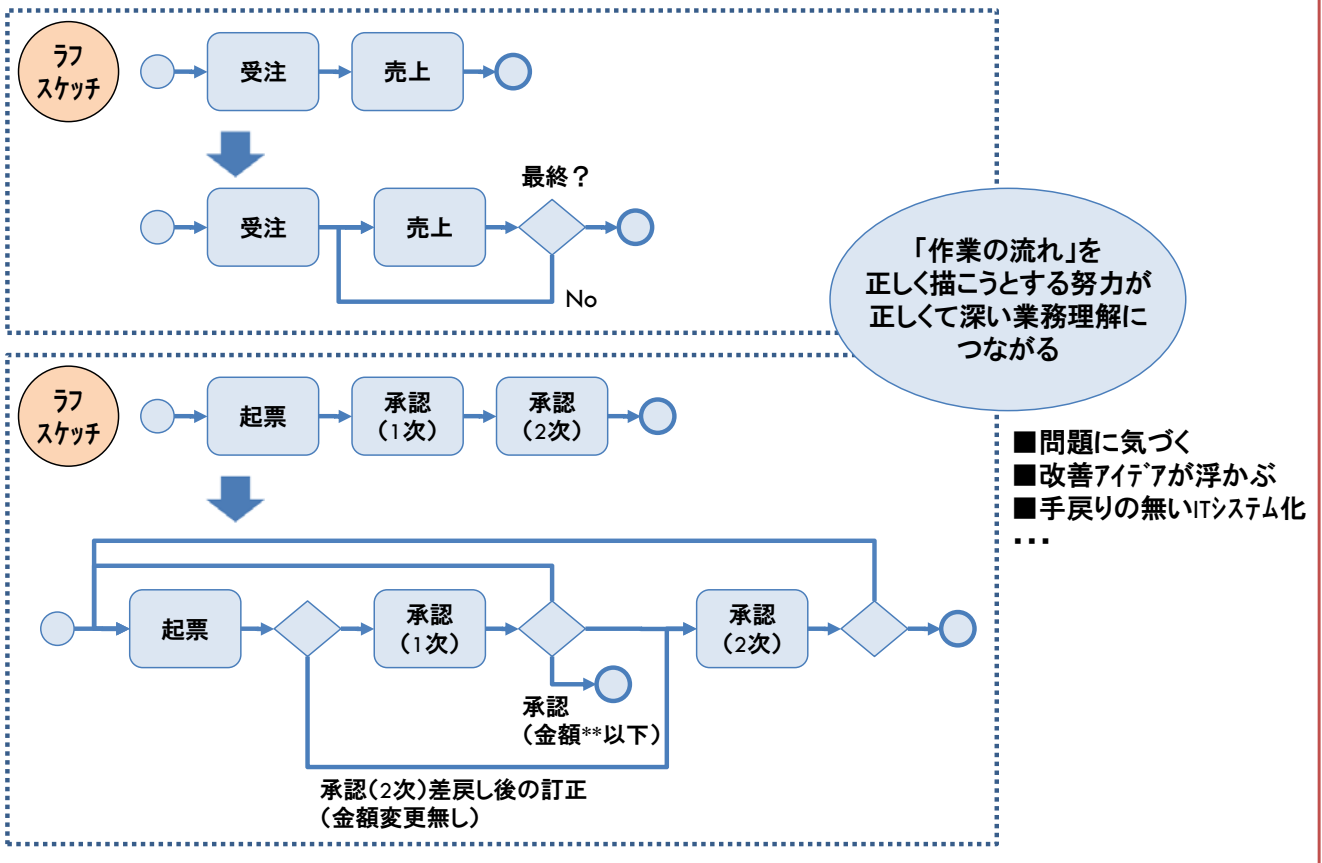 ラフ
スケッチ
受注
売上
最終？
受注
売上
No
「作業の流れ」を
正しく描こうとする努力が
正しくて深い業務理解に
つながる
ラフ
スケッチ
起票
承認
（1次）
承認
（2次）
■問題に気づく
■改善ｱｲﾃﾞｱが浮かぶ
■手戻りの無いITｼｽﾃﾑ化
･･･
起票
承認
（1次）
承認
（2次）
承認
（金額**以下）
承認（2次）差戻し後の訂正
（金額変更無し）